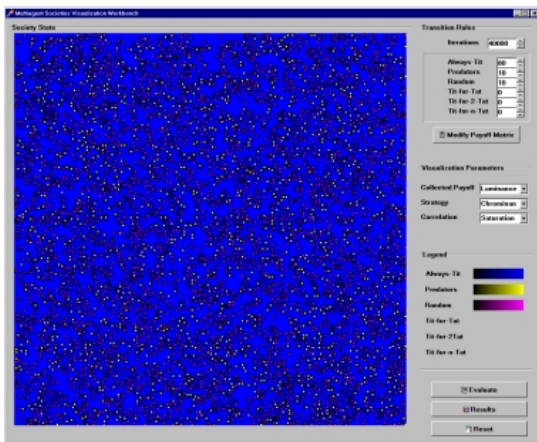 Multiagent Societies Visualization Workbench
Society State
Transition Rules
Iterations 40000
Always-Tit 80
Predators 10
Random 10
Tit-for-Tat 0
Tit-for-2-Tat 0
Tit-for-n-Tat 0
Modify Payoff Matrix
Visualization Parameters
Collected Payoff Luminance
Strategy Chrominan
Correlation Saturation
Legend
Always-Tit
Predators
Random
Tit-for-Tat
Tit-for-2Tat
Tit-for-n-Tat
Evaluate
Results
Reset